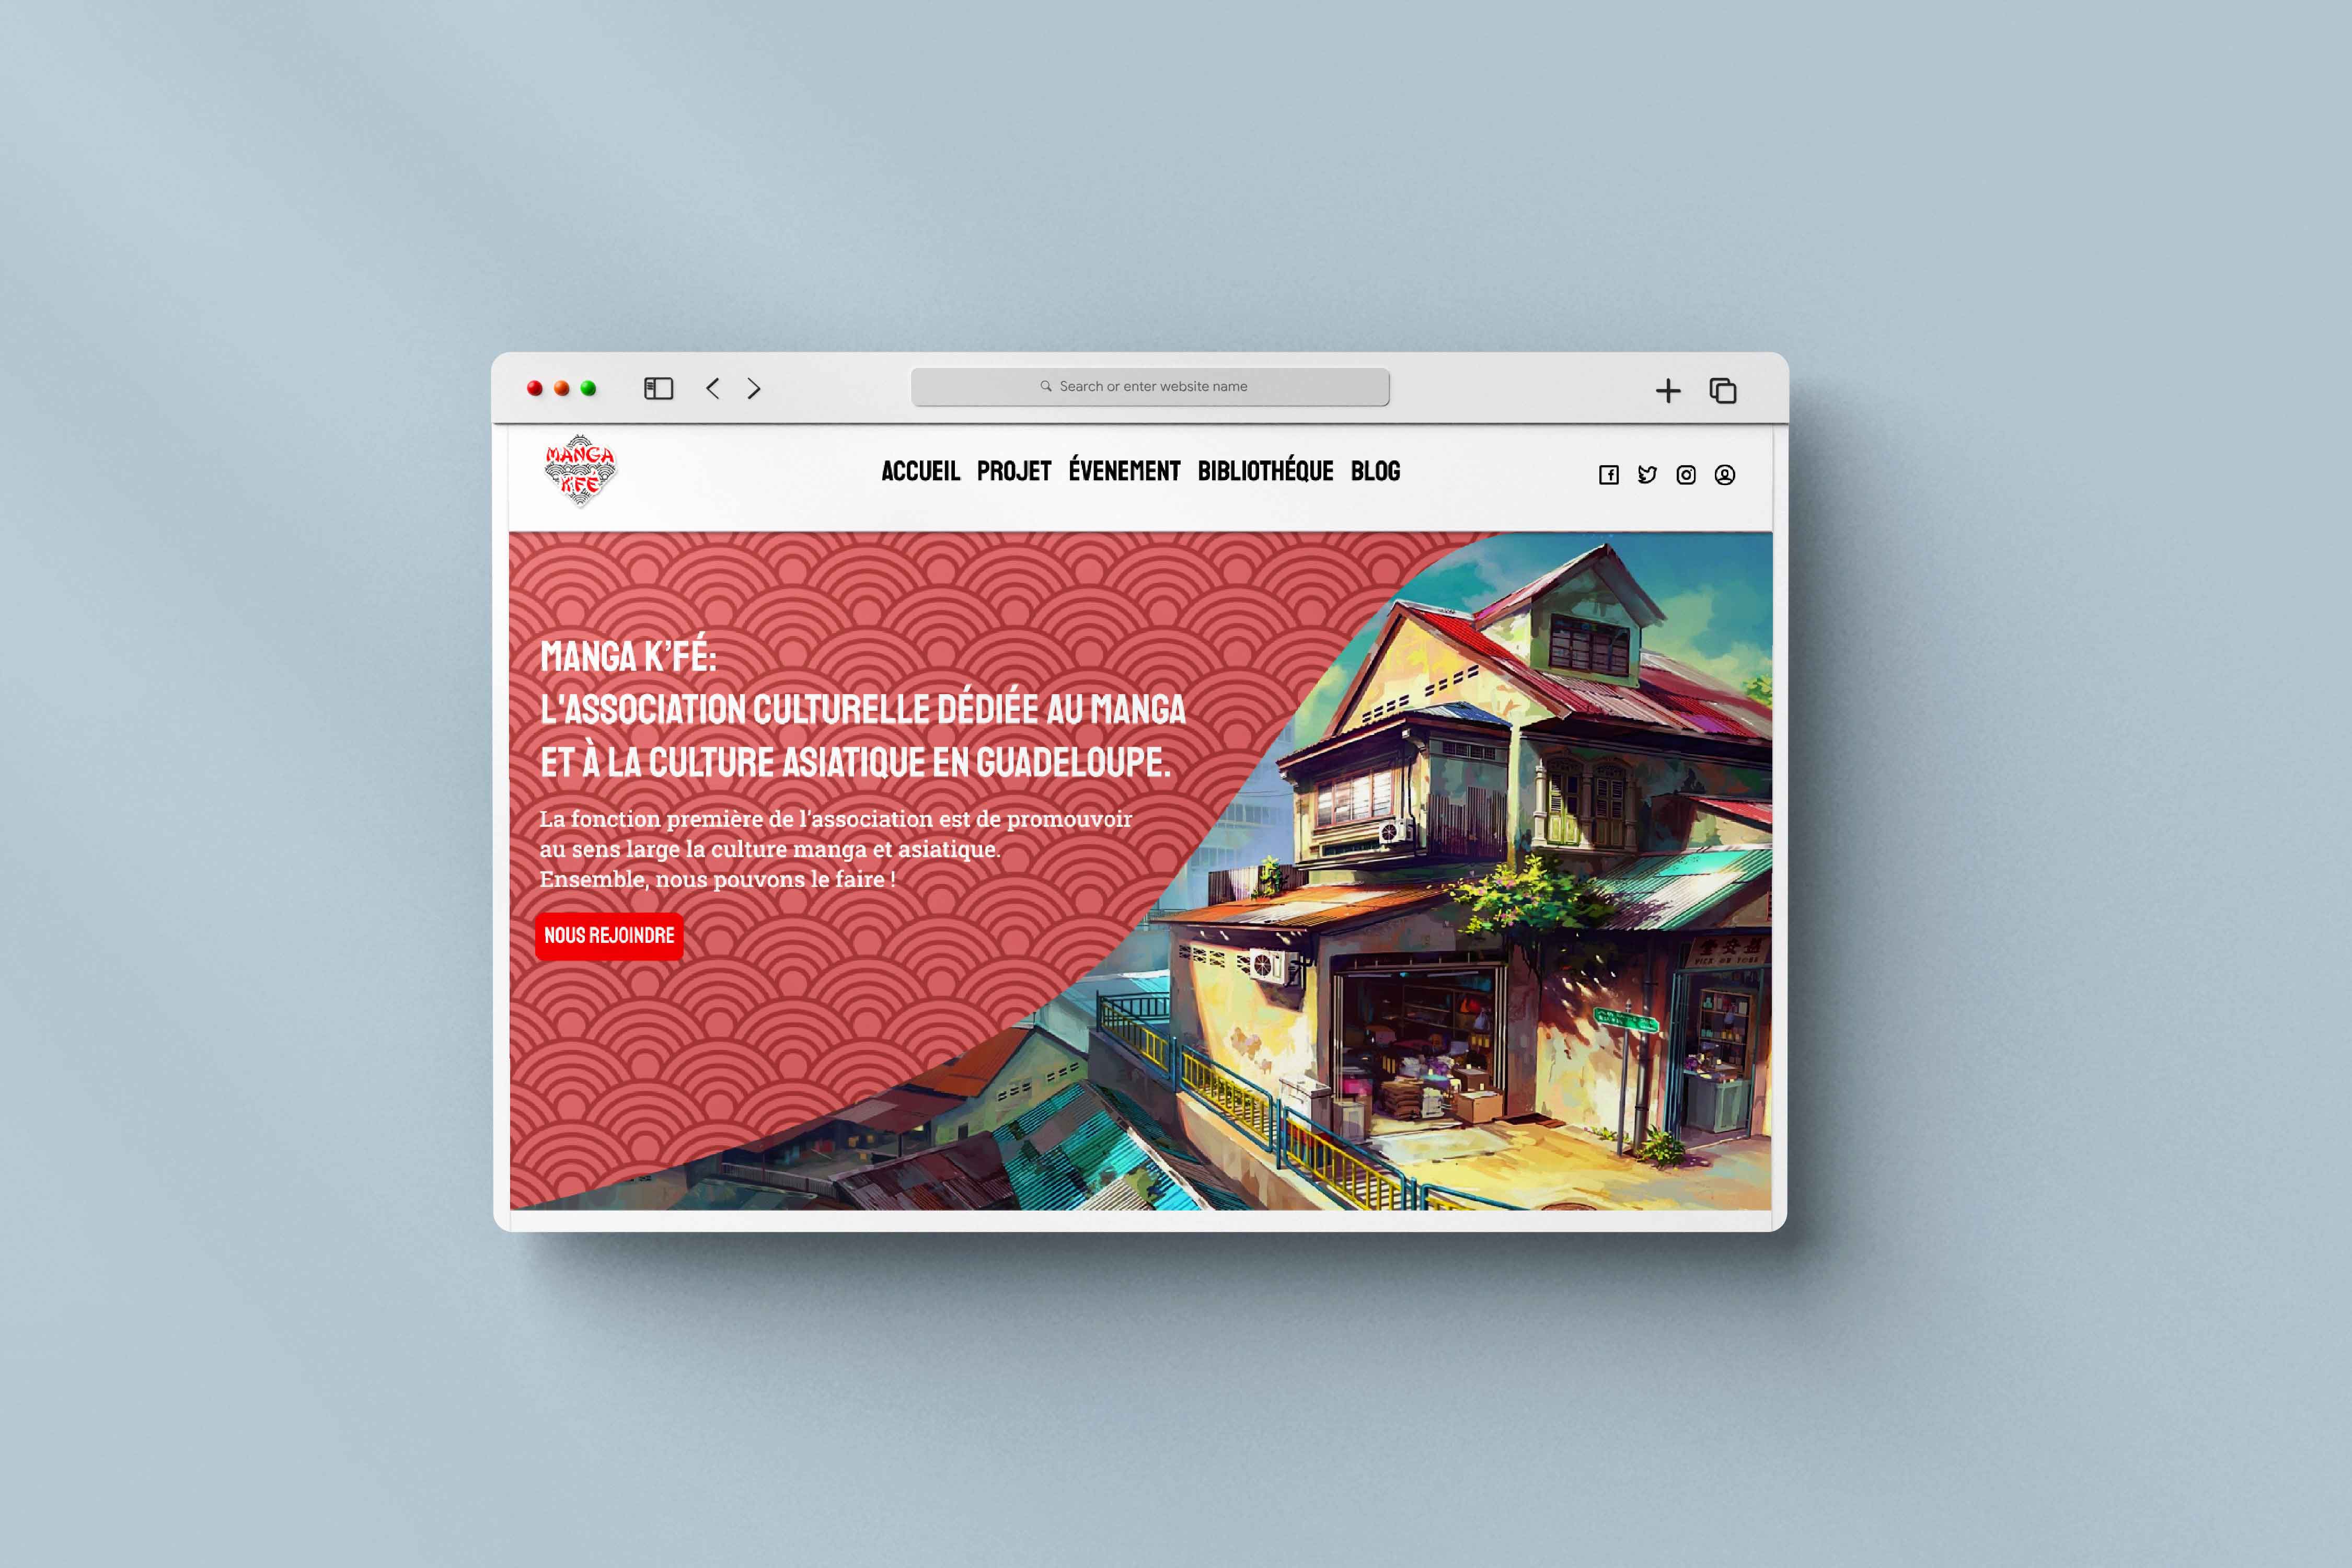 Search or enter website name
MANGA
K'FÉ
ACCUEIL PROJET ÉVENEMENT BIBLIOTHÉQUE BLOG
MANGA K’FÉ:
L'ASSOCIATION CULTURELLE DÉDIÉE AU MANGA
ET À LA CULTURE ASIATIQUE EN GUADELOUPE.
La fonction première de l’association est de promouvoir
au sens large la culture manga et asiatique.
Ensemble, nous pouvons le faire !
NOUS REJOINDRE